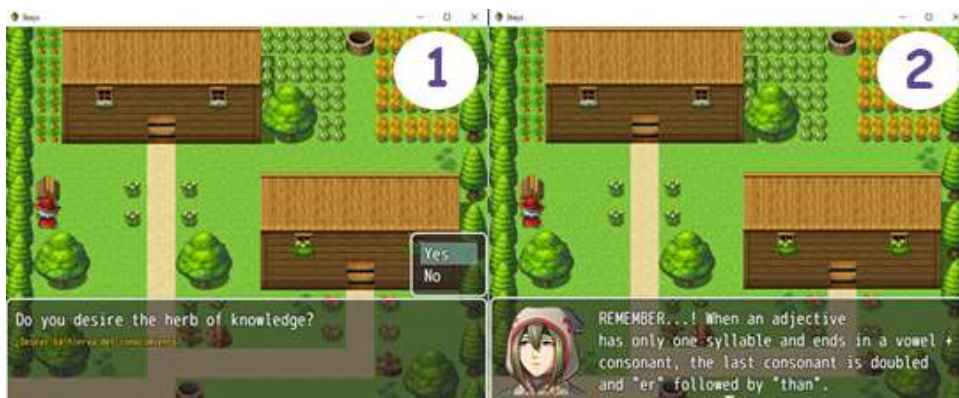 1
Yes
No
Do you desire the herb of knowledge?
2
REMEMBER...! When an adjective
has only one syllable and ends in a vowel +
consonant, the last consonant is doubled
and "er" followed by "than".